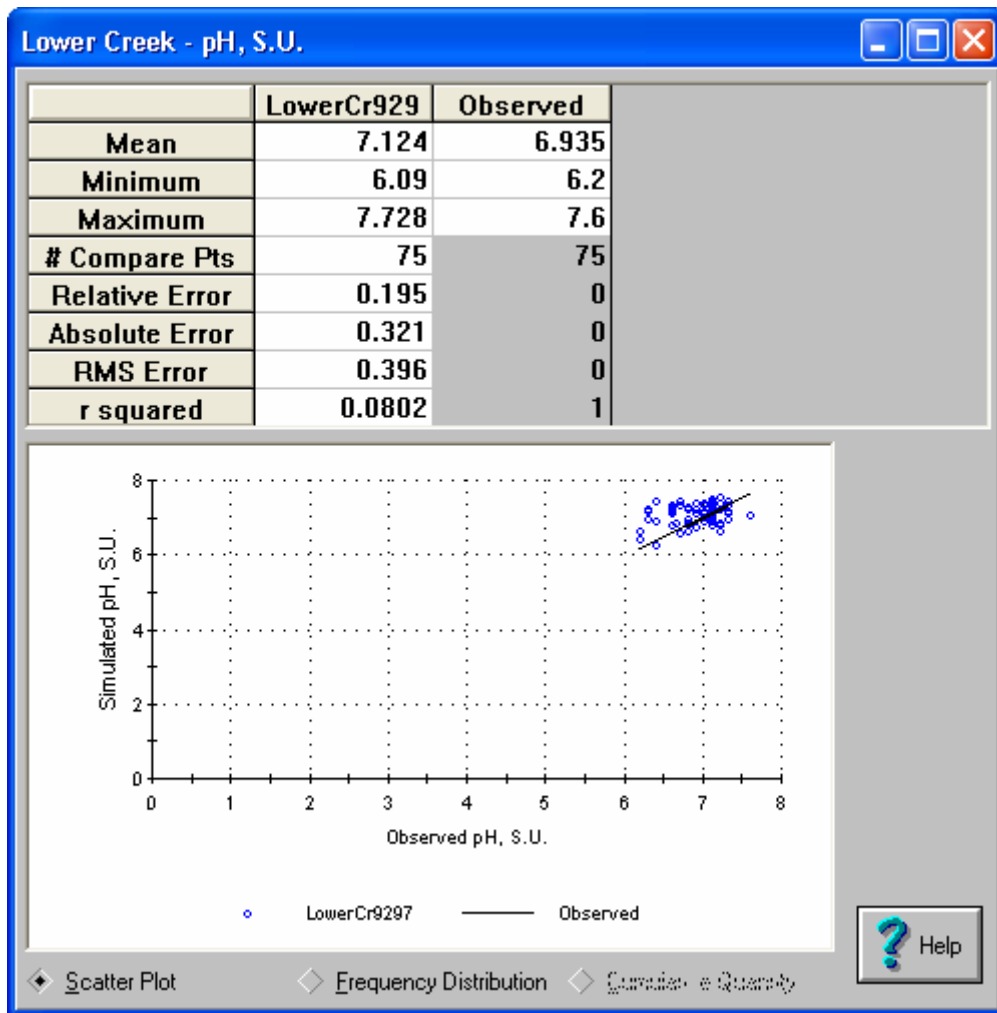 Lower Creek - pH, S.U.
LowerCr929 Observed
Mean 7.124 6.935
Minimum 6.09 6.2
Maximum 7.728 7.6
# Compare Pts 75 75
Relative Error 0.195 0
Absolute Error 0.321 0
RMS Error 0.396 0
r squared 0.0802 1
8
6
4
2
0
Simulated pH, S.U.
0 1 2 3 4 5 6 7 8
Observed pH, S.U.
LowerCr9297 Observed
? Help
Scatter Plot Frequency Distribution